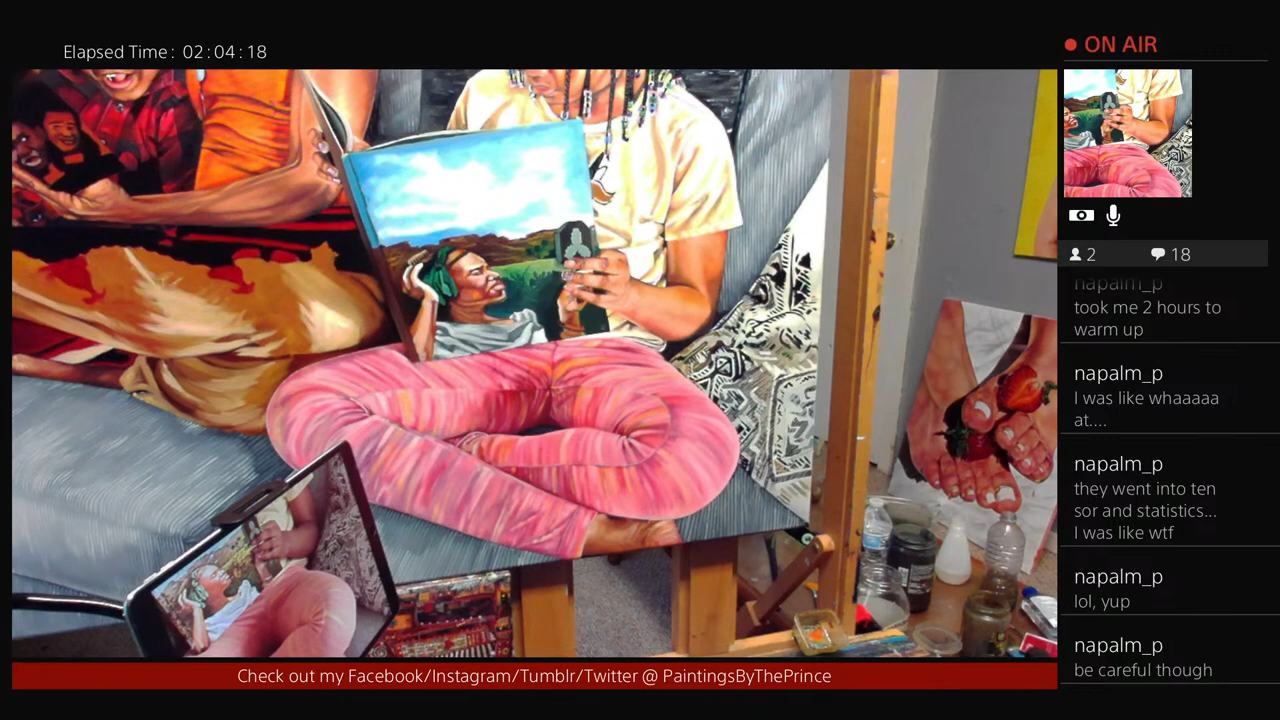 Elapsed Time: 02:04:18
ON AIR
2
18
napalm_p
took me 2 hours to
warm up
napalm_p
I was like whaaaaa
at....
napalm_p
they went into ten
sor and statistics...
I was like wtf
napalm_p
lol, yup
napalm_p
be careful though
Check out my Facebook/Instagram/Tumblr/Twitter @ PaintingsByThePrince